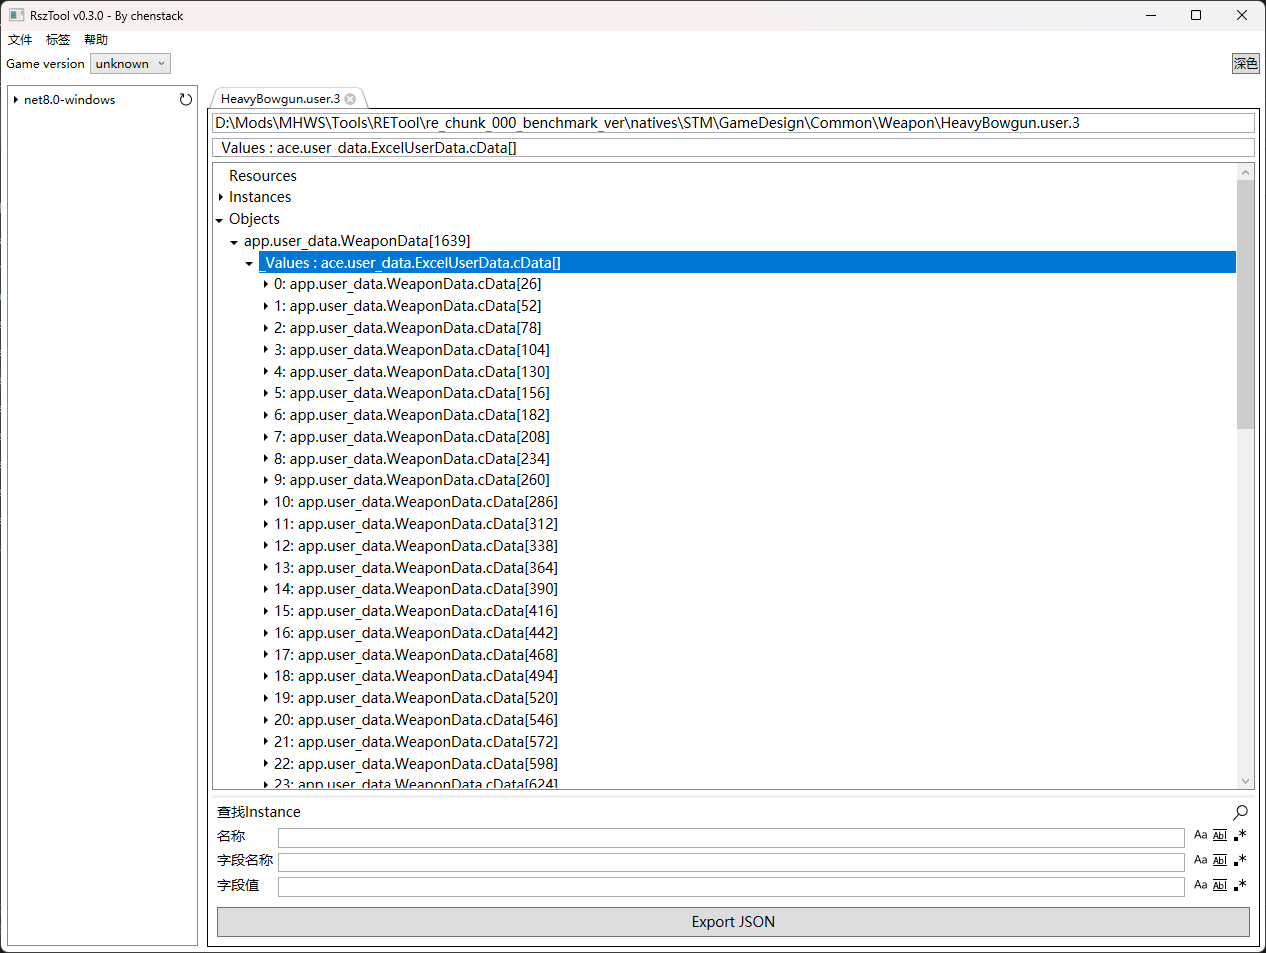 RszTool v0.3.0 - By chenstack
文件 标签 帮助
Game version unknown 深色
net8.0-windows
HeavyBowgun.user.3
D:\Mods\MHWS\Tools\RETool\re_chunk_000_benchmark_ver\natives\STM\GameDesign\Common\Weapon\HeavyBowgun.user.3
_Values : ace.user_data.ExcelUserData.cData[]
Resources
Instances
Objects
app.user_data.WeaponData[1639]
_Values : ace.user_data.ExcelUserData.cData[]
0: app.user_data.WeaponData.cData[26]
1: app.user_data.WeaponData.cData[52]
2: app.user_data.WeaponData.cData[78]
3: app.user_data.WeaponData.cData[104]
4: app.user_data.WeaponData.cData[130]
5: app.user_data.WeaponData.cData[156]
6: app.user_data.WeaponData.cData[182]
7: app.user_data.WeaponData.cData[208]
8: app.user_data.WeaponData.cData[234]
9: app.user_data.WeaponData.cData[260]
10: app.user_data.WeaponData.cData[286]
11: app.user_data.WeaponData.cData[312]
12: app.user_data.WeaponData.cData[338]
13: app.user_data.WeaponData.cData[364]
14: app.user_data.WeaponData.cData[390]
15: app.user_data.WeaponData.cData[416]
16: app.user_data.WeaponData.cData[442]
17: app.user_data.WeaponData.cData[468]
18: app.user_data.WeaponData.cData[494]
19: app.user_data.WeaponData.cData[520]
20: app.user_data.WeaponData.cData[546]
21: app.user_data.WeaponData.cData[572]
22: app.user_data.WeaponData.cData[598]
23: app.user_data.WeaponData.cData[624]
查找Instance
名称 Aa Abl .*
字段名称 Aa Abl .*
字段值 Aa Abl .*
Export JSON